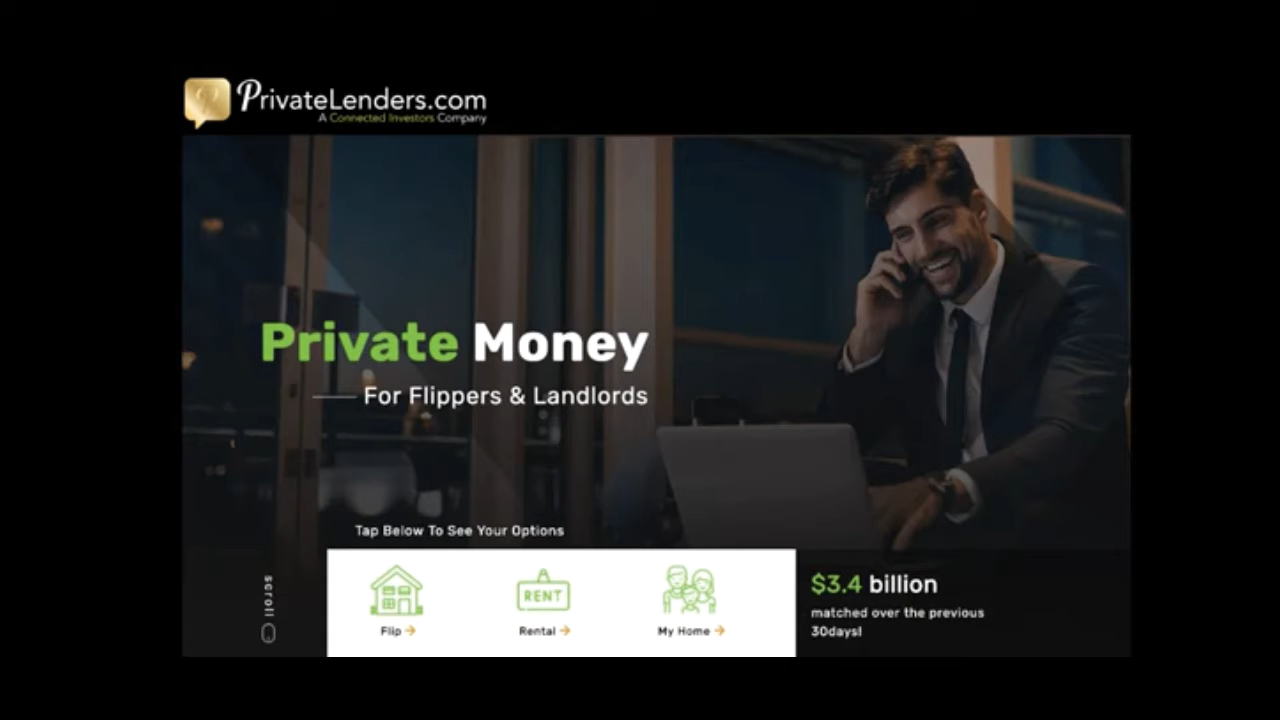 PrivateLenders.com
A Connected Investors Company
Private Money
For Flippers & Landlords
Tap Below To See Your Options
scroll
RENT
Flip
Rental
My Home
$3.4 billion
matched over the previous
30days!